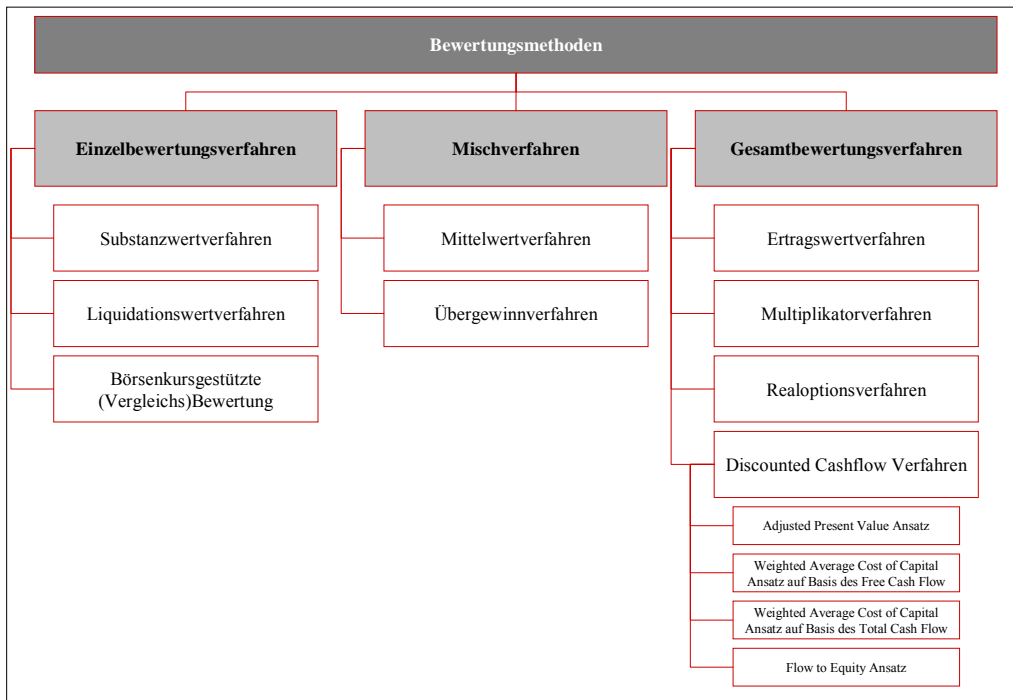 Bewertungsmethoden
Einzelbewertungsverfahren
Mischverfahren
Gesamtbewertungsverfahren
Substanzwertverfahren
Mittelwertverfahren
Ertragswertverfahren
Liquidationswertverfahren
Übergewinnverfahren
Multiplikatorverfahren
Börsenkursgestützte
(Vergleichs)Bewertung
Realoptionsverfahren
Discounted Cashflow Verfahren
Adjusted Present Value Ansatz
Weighted Average Cost of Capital
Ansatz auf Basis des Free Cash Flow
Weighted Average Cost of Capital
Ansatz auf Basis des Total Cash Flow
Flow to Equity Ansatz